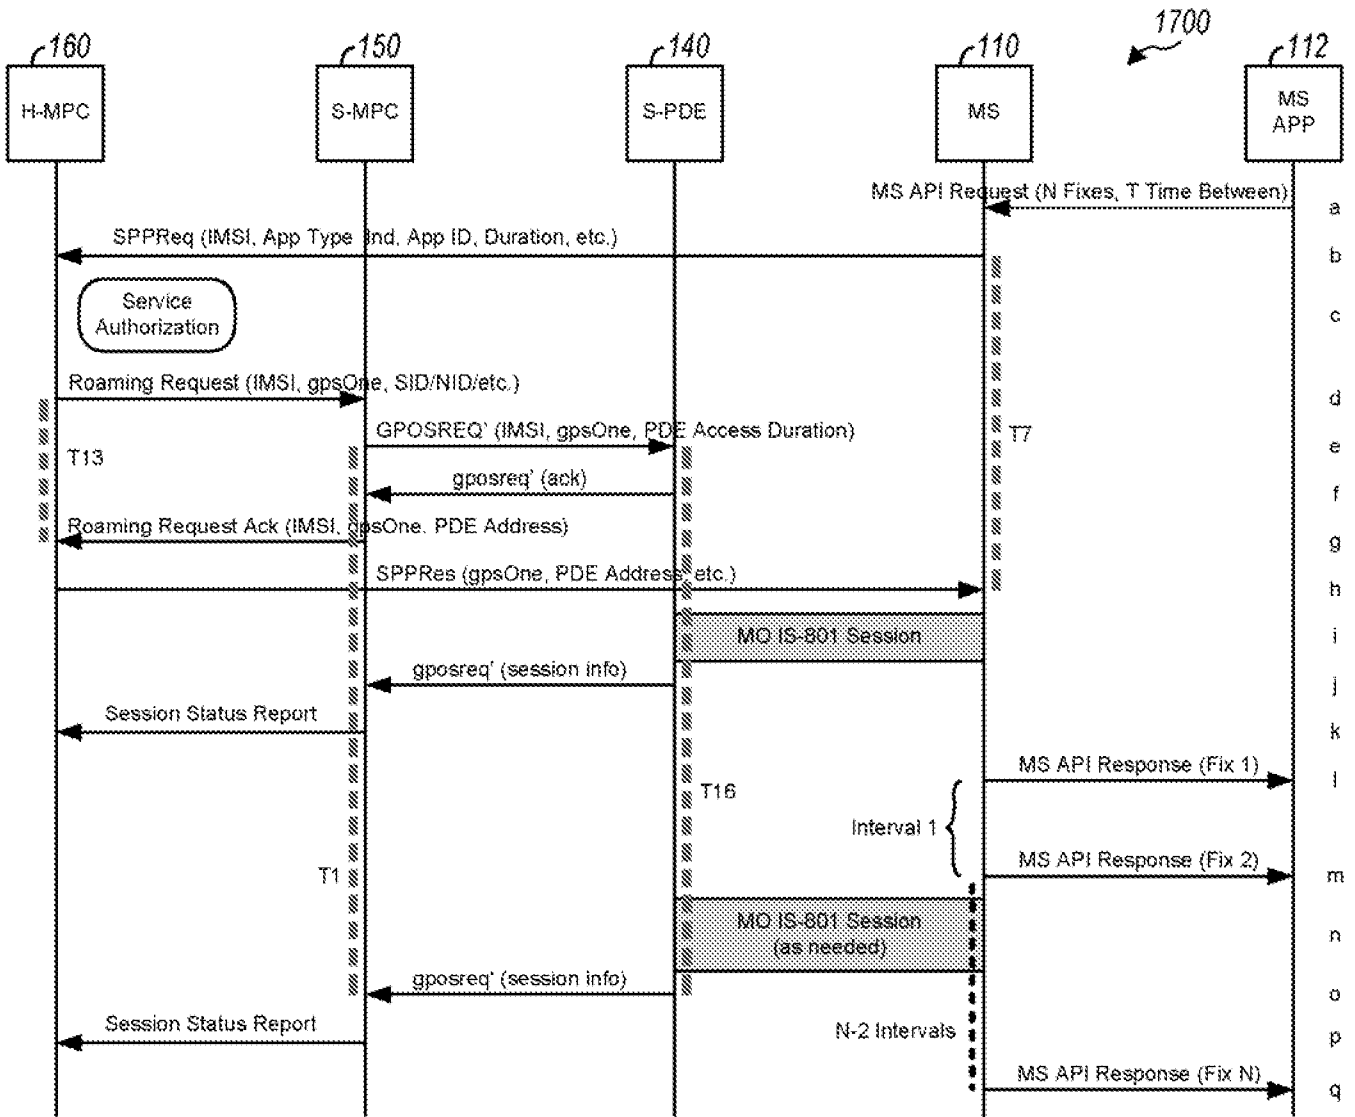 1700
160
150
140
110
112
H-MPC
S-MPC
S-PDE
MS
MS
APP
MS API Request (N Fixes, T Time Between)
a
SPPReq (IMSI, App Type Ind, App ID, Duration, etc.)
b
Service
Authorization
c
Roaming Request (IMSI, gpsOne, SID/NID/etc.)
d
GPOSREQ' (IMSI, gpsOne, PDE Access Duration)
T7
e
T13
gposreq' (ack)
f
Roaming Request Ack (IMSI, gpsOne. PDE Address)
g
SPPRes (gpsOne, PDE Address, etc.)
h
MO IS-801 Session
i
gposreq' (session info)
j
Session Status Report
k
MS API Response (Fix 1)
l
T16
Interval 1
MS API Response (Fix 2)
m
T1
MO IS-801 Session
(as needed)
n
gposreq' (session info)
o
Session Status Report
N-2 Intervals
p
MS API Response (Fix N)
q